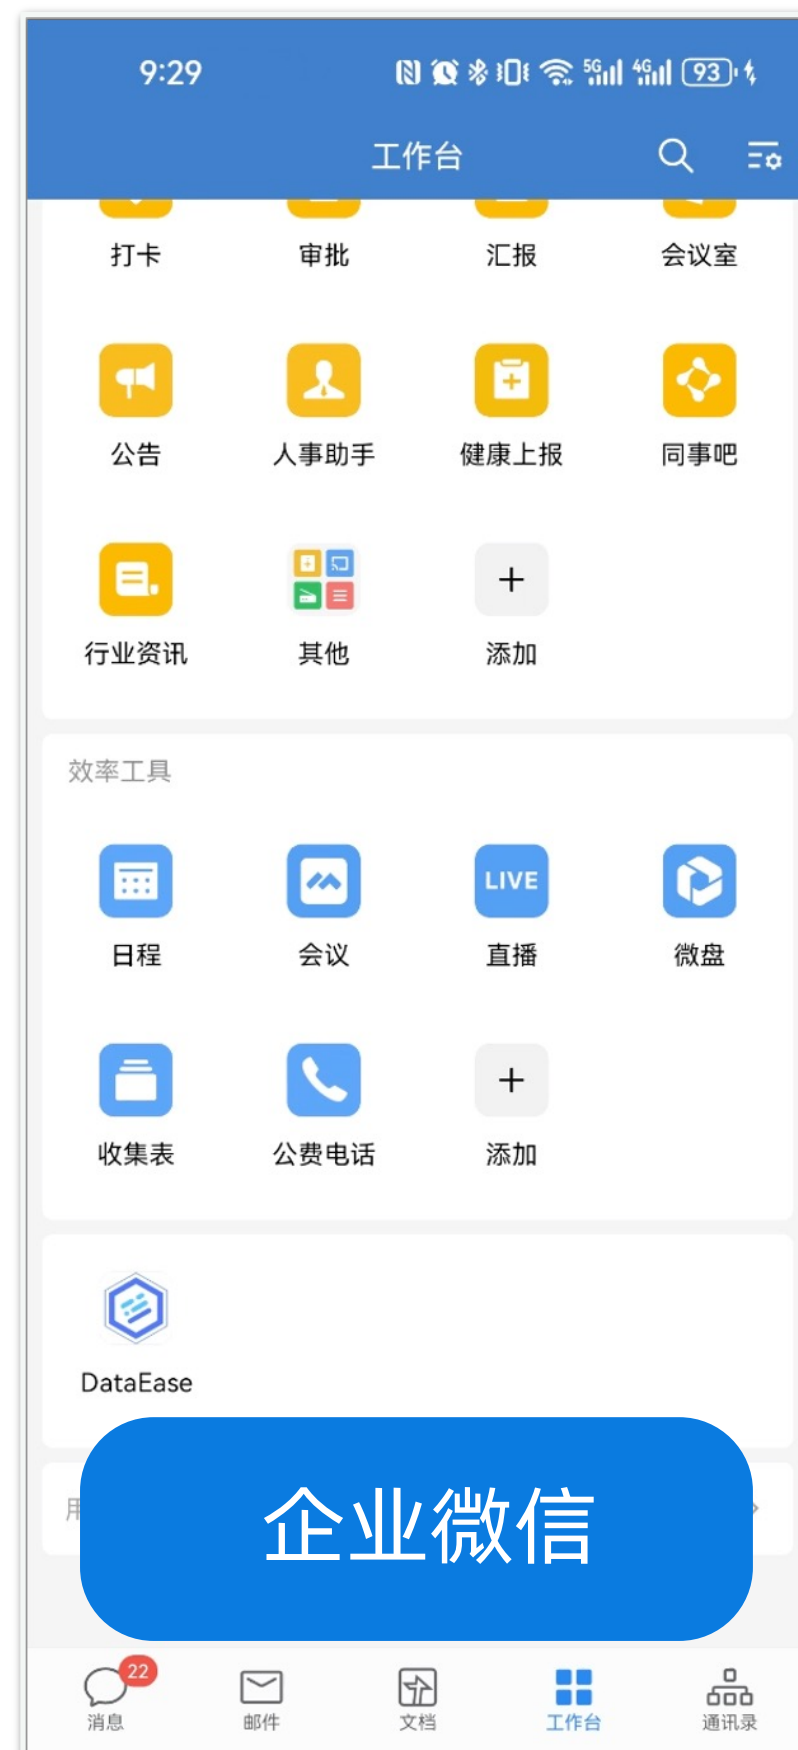 9:29 5G 4G 93
工作台
打卡 审批 汇报 会议室
公告 人事助手 健康上报 同事吧
行业资讯 其他 添加
效率工具
LIVE
日程 会议 直播 微盘
收集表 公费电话 添加
DataEase
用
企业微信
22
消息 邮件 文档 工作台 通讯录